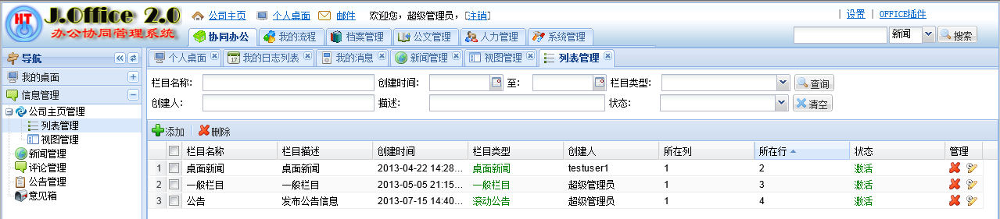 HT J.Office 2.0 公司主页 个人桌面 邮件 欢迎您，超级管理员，[注销] | 设置 | OFFICE插件
办公协同管理系统 协同办公 我的流程 档案管理 公文管理 人力管理 系统管理 新闻 搜索
导航 个人桌面 我的日志列表 我的消息 新闻管理 视图管理 列表管理
我的桌面
信息管理
公司主页管理
列表管理
视图管理
新闻管理
评论管理
公告管理
意见箱
栏目名称: 创建时间: 至: 栏目类型: 查询
创建人: 描述: 状态: 清空
添加 删除
栏目名称 栏目描述 创建时间 栏目类型 创建人 所在列 所在行 状态 管理
1 桌面新闻 桌面新闻 2013-04-22 14:28... 桌面新闻 testuser1 1 2 激活
2 一般栏目 一般栏目 2013-05-05 21:15... 一般栏目 超级管理员 1 3 激活
3 公告 发布公告信息 2013-07-15 14:40... 滚动公告 超级管理员 1 4 激活